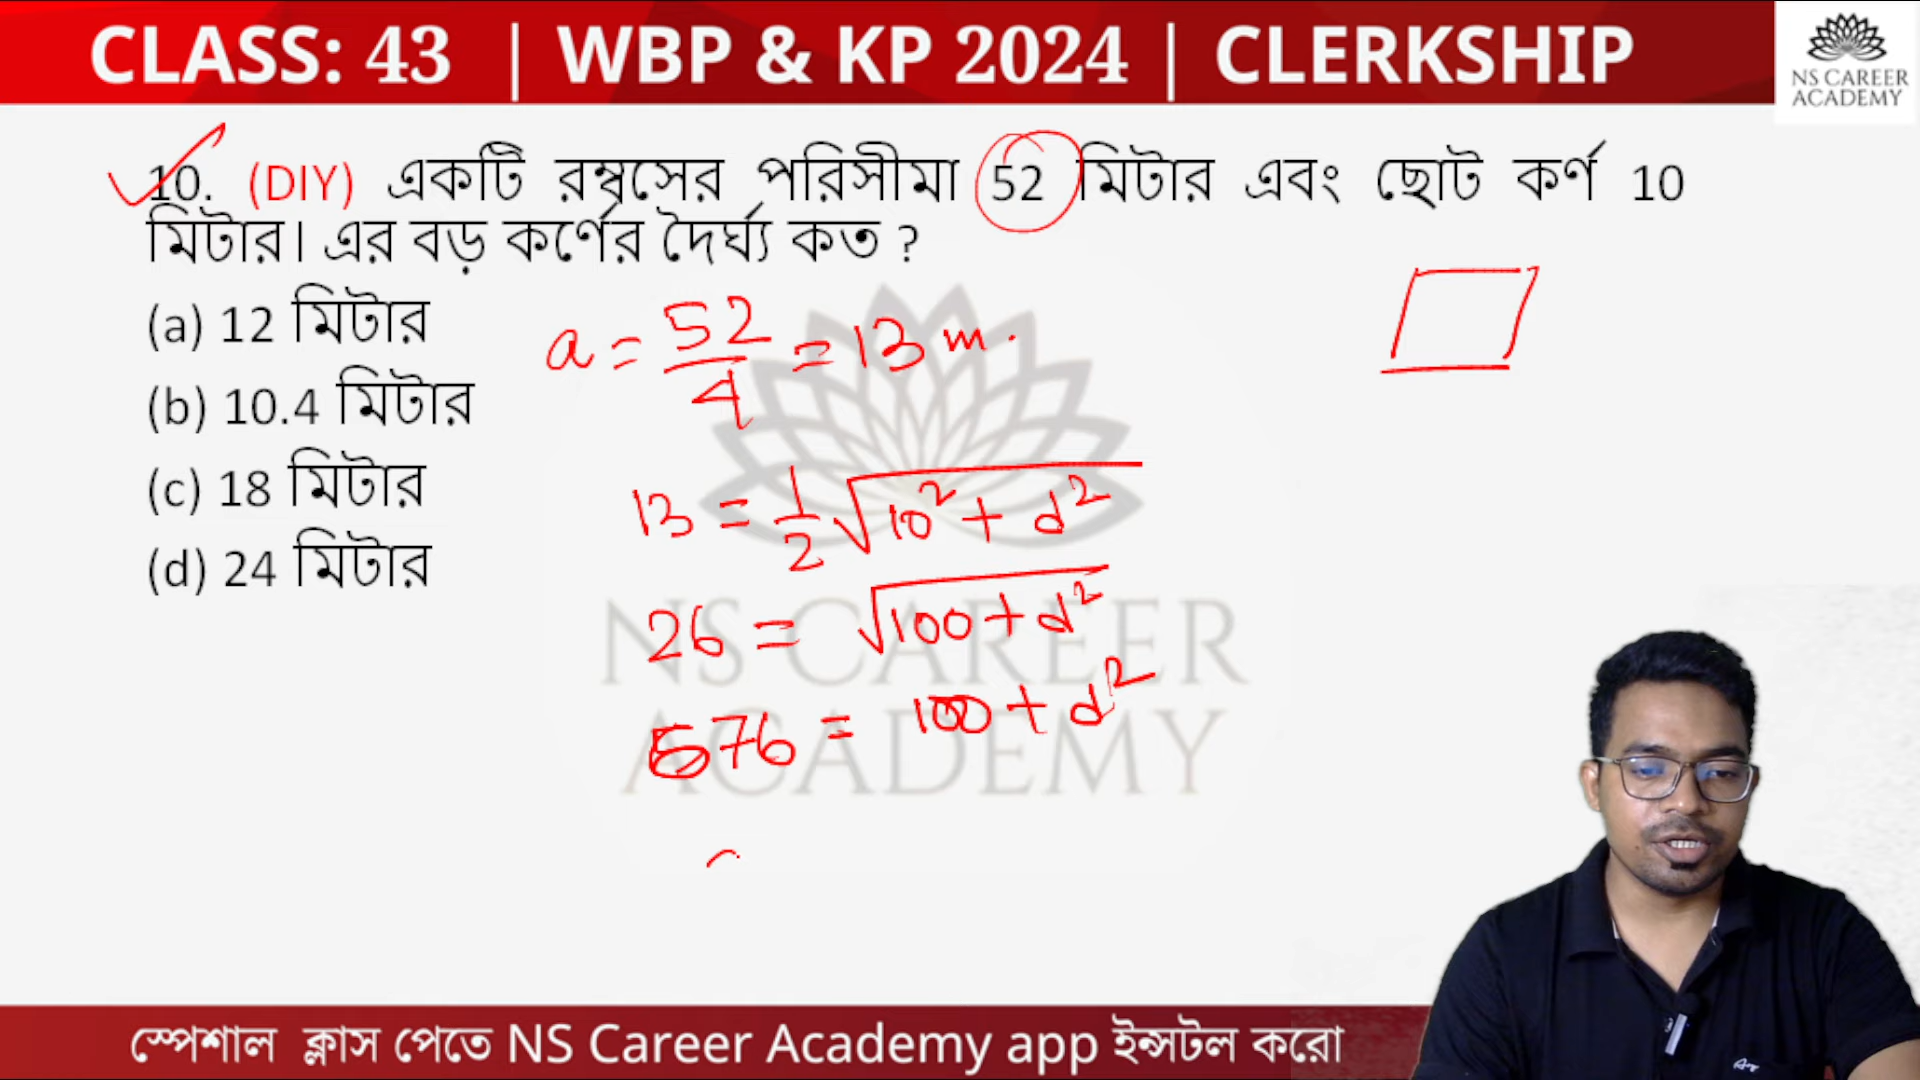 CLASS: 43 | WBP & KP 2024 | CLERKSHIP
NS CAREER
ACADEMY
10. (DIY) একটি রম্বসের পরিসীমা 52 মিটার এবং ছোট কর্ণ 10
মিটার। এর বড় কর্ণের দৈর্ঘ্য কত ?
(a) 12 মিটার
(b) 10.4 মিটার
(c) 18 মিটার
(d) 24 মিটার
a = 52/4 = 13 m.
13 = 1/2 √(10² + d²)
26 = √(100 + d²)
676 = 100 + d²
NS CAREER
ACADEMY
স্পেশাল ক্লাস পেতে NS Career Academy app ইন্সটল করো